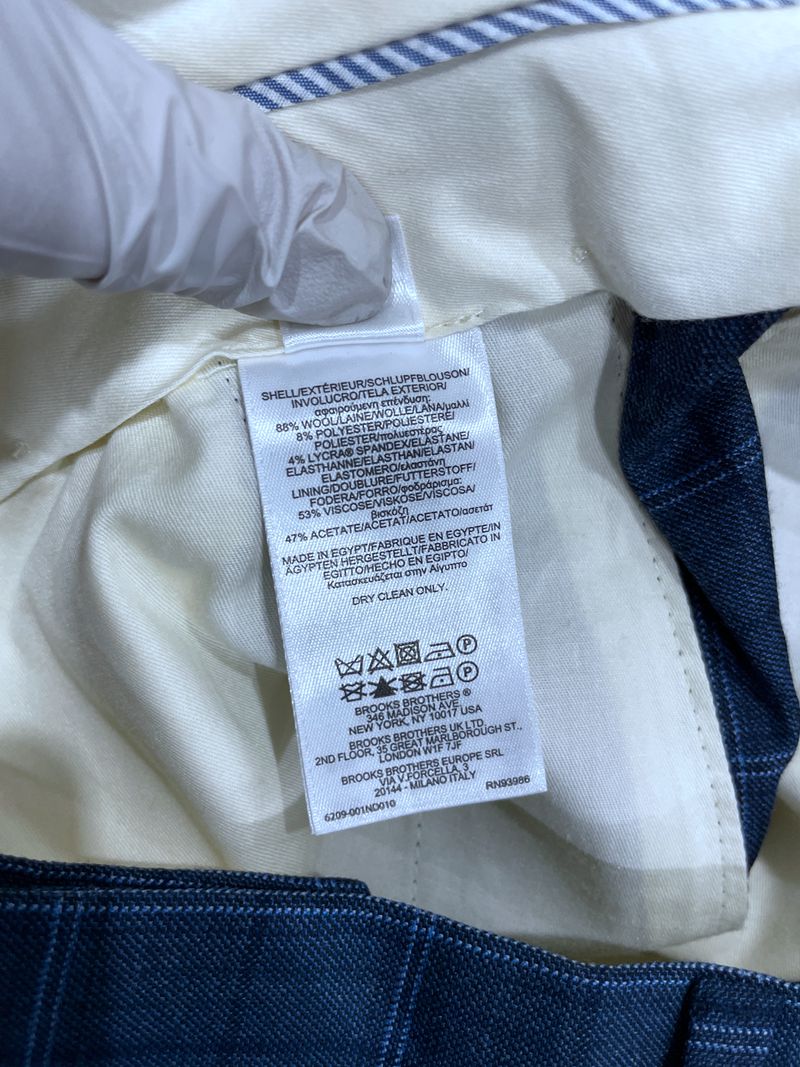 SHELL/EXTÉRIEUR/SCHLUPFBLOUSON/
INVOLUCRO/TELA EXTERIOR/
αφαιρούμενη επένδυση:
88% WOOL/LAINE/WOLLE/LANA/μαλλί
8% POLYESTER/POLYESTERE/
POLIESTER/πολυεστέρας
4% LYCRA® SPANDEX/ELASTANE/
ELASTHANNE/ELASTHAN/ELASTAN/
ELASTOMERO/ελαστάνη
LINING/DOUBLURE/FUTTERSTOFF/
FODERA/FORRO/φοδράρισμα:
53% VISCOSE/VISKOSE/VISCOSA/
βισκόζη
47% ACETATE/ACETAT/ACETATO/ασετάτ
MADE IN EGYPT/FABRIQUE EN EGYPTE/IN
ÄGYPTEN HERGESTELLT/FABBRICATO IN
EGITTO/HECHO EN EGIPTO/
Κατασκευάζεται στην Αίγυπτο
DRY CLEAN ONLY.
P
P
BROOKS BROTHERS ®
346 MADISON AVE.
NEW YORK, NY 10017 USA
BROOKS BROTHERS UK LTD.
2ND FLOOR, 35 GREAT MARLBOROUGH ST.,
LONDON W1F 7JF
BROOKS BROTHERS EUROPE SRL
VIA V.FORCELLA, 3
20144 - MILANO ITALY
6209-001ND010
RN93986